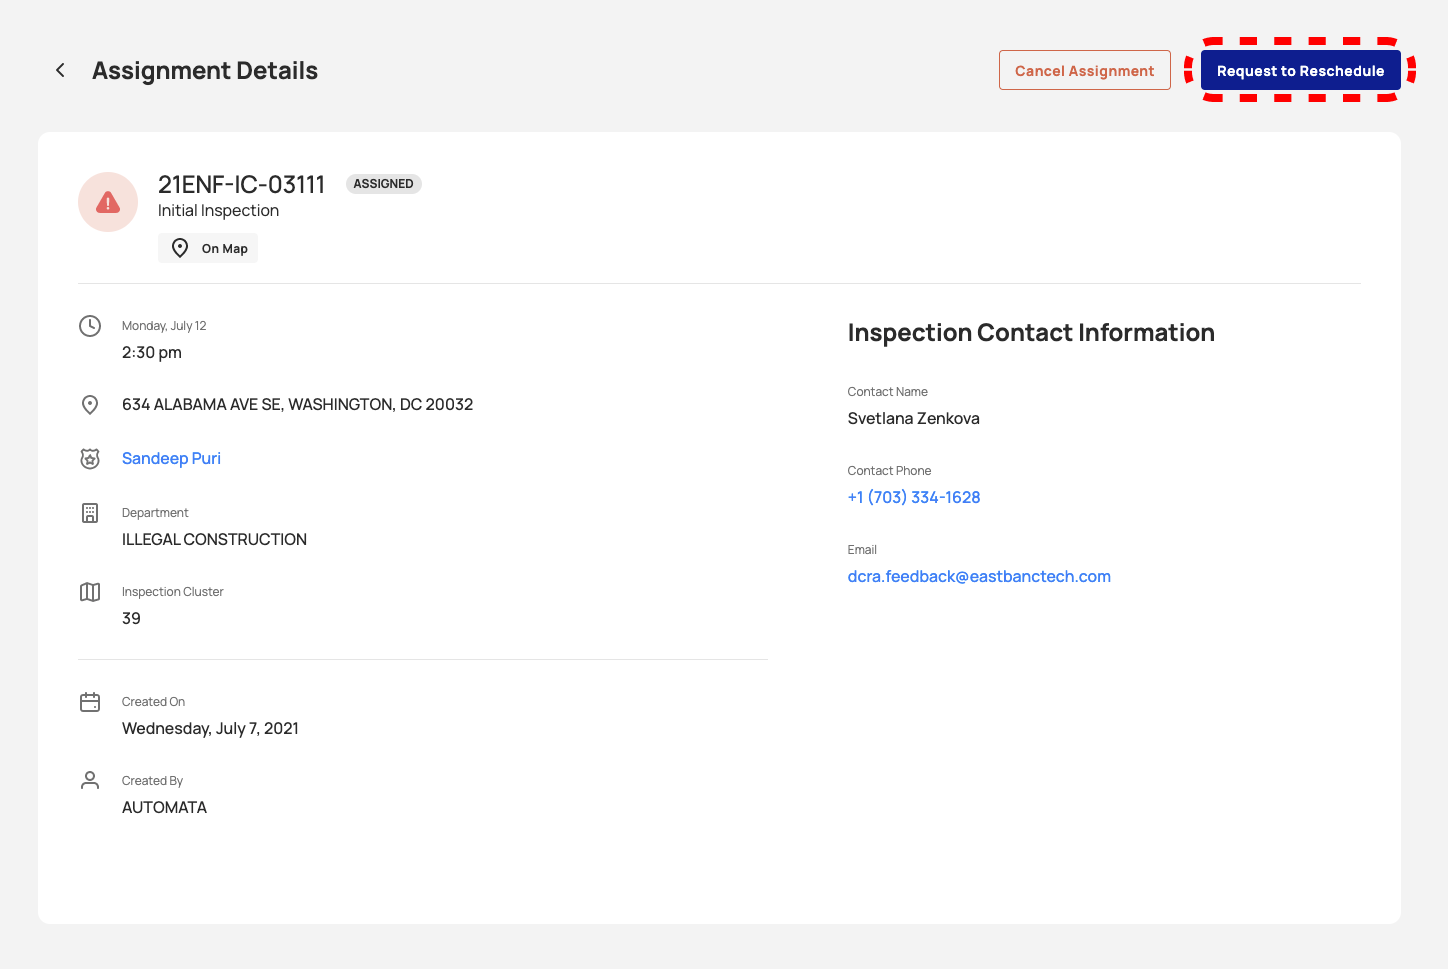 Assignment Details
Cancel Assignment
Request to Reschedule
21ENF-IC-03111
ASSIGNED
Initial Inspection
On Map
Monday, July 12
2:30 pm
634 ALABAMA AVE SE, WASHINGTON, DC 20032
Sandeep Puri
Department
ILLEGAL CONSTRUCTION
Inspection Cluster
39
Created On
Wednesday, July 7, 2021
Created By
AUTOMATA
Inspection Contact Information
Contact Name
Svetlana Zenkova
Contact Phone
+1 (703) 334-1628
Email
dcra.feedback@eastbanctech.com